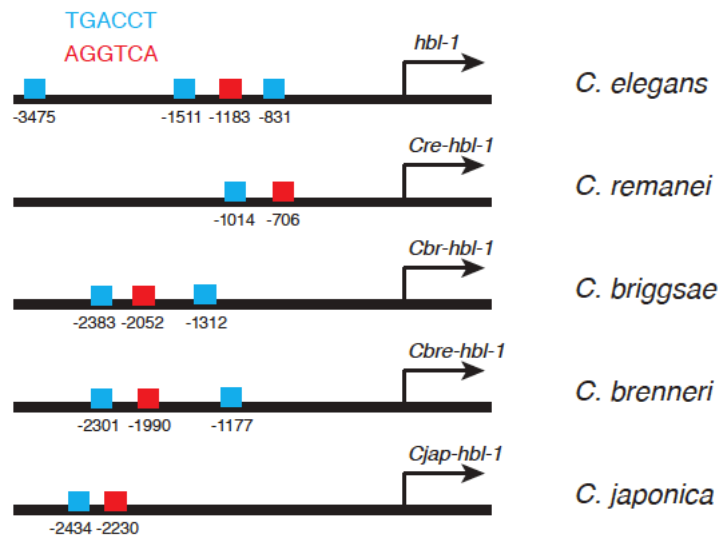 TGACCT
AGGTCA
hbl-1
C. elegans
-3475 -1511 -1183 -831
Cre-hbl-1
C. remanei
-1014 -706
Cbr-hbl-1
C. briggsae
-2383 -2052 -1312
Cbre-hbl-1
C. brenneri
-2301 -1990 -1177
Cjap-hbl-1
C. japonica
-2434 -2230